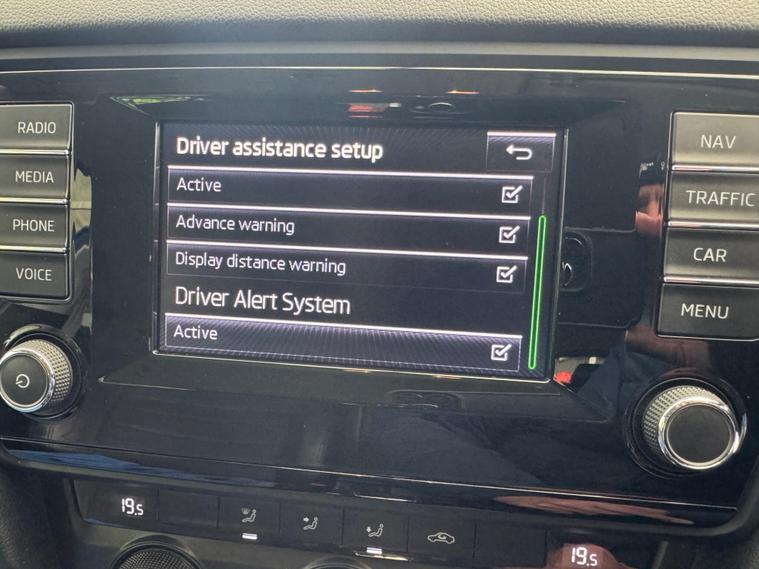 RADIO
MEDIA
PHONE
VOICE
Driver assistance setup
Active
Advance warning
Display distance warning
Driver Alert System
Active
NAV
TRAFFIC
CAR
MENU
19.5
19.5